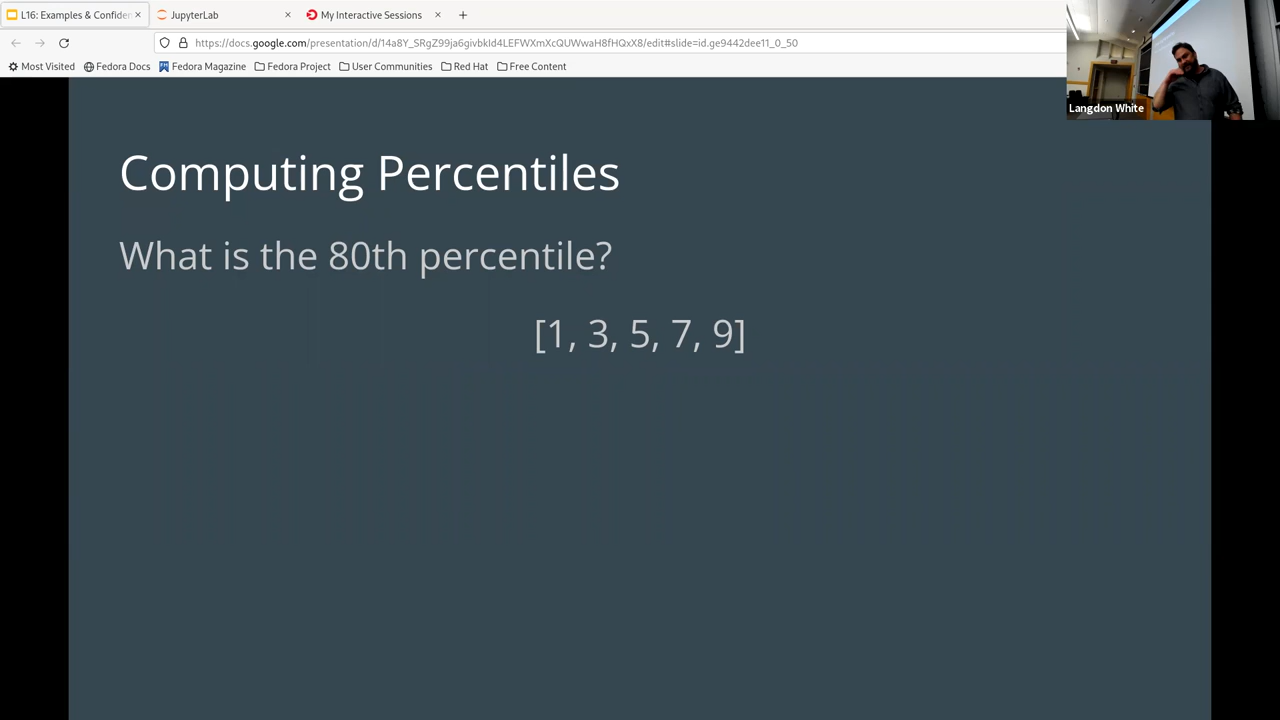 L16: Examples & Confiden
JupyterLab
My Interactive Sessions
https://docs.google.com/presentation/d/14a8Y_SRgZ99ja6givbkId4LEFWXmXcQUWwaH8fHQxX8/edit#slide=id.ge9442dee11_0_50
Most Visited
Fedora Docs
Fedora Magazine
Fedora Project
User Communities
Red Hat
Free Content
Langdon White
Computing Percentiles
What is the 80th percentile?
[1, 3, 5, 7, 9]